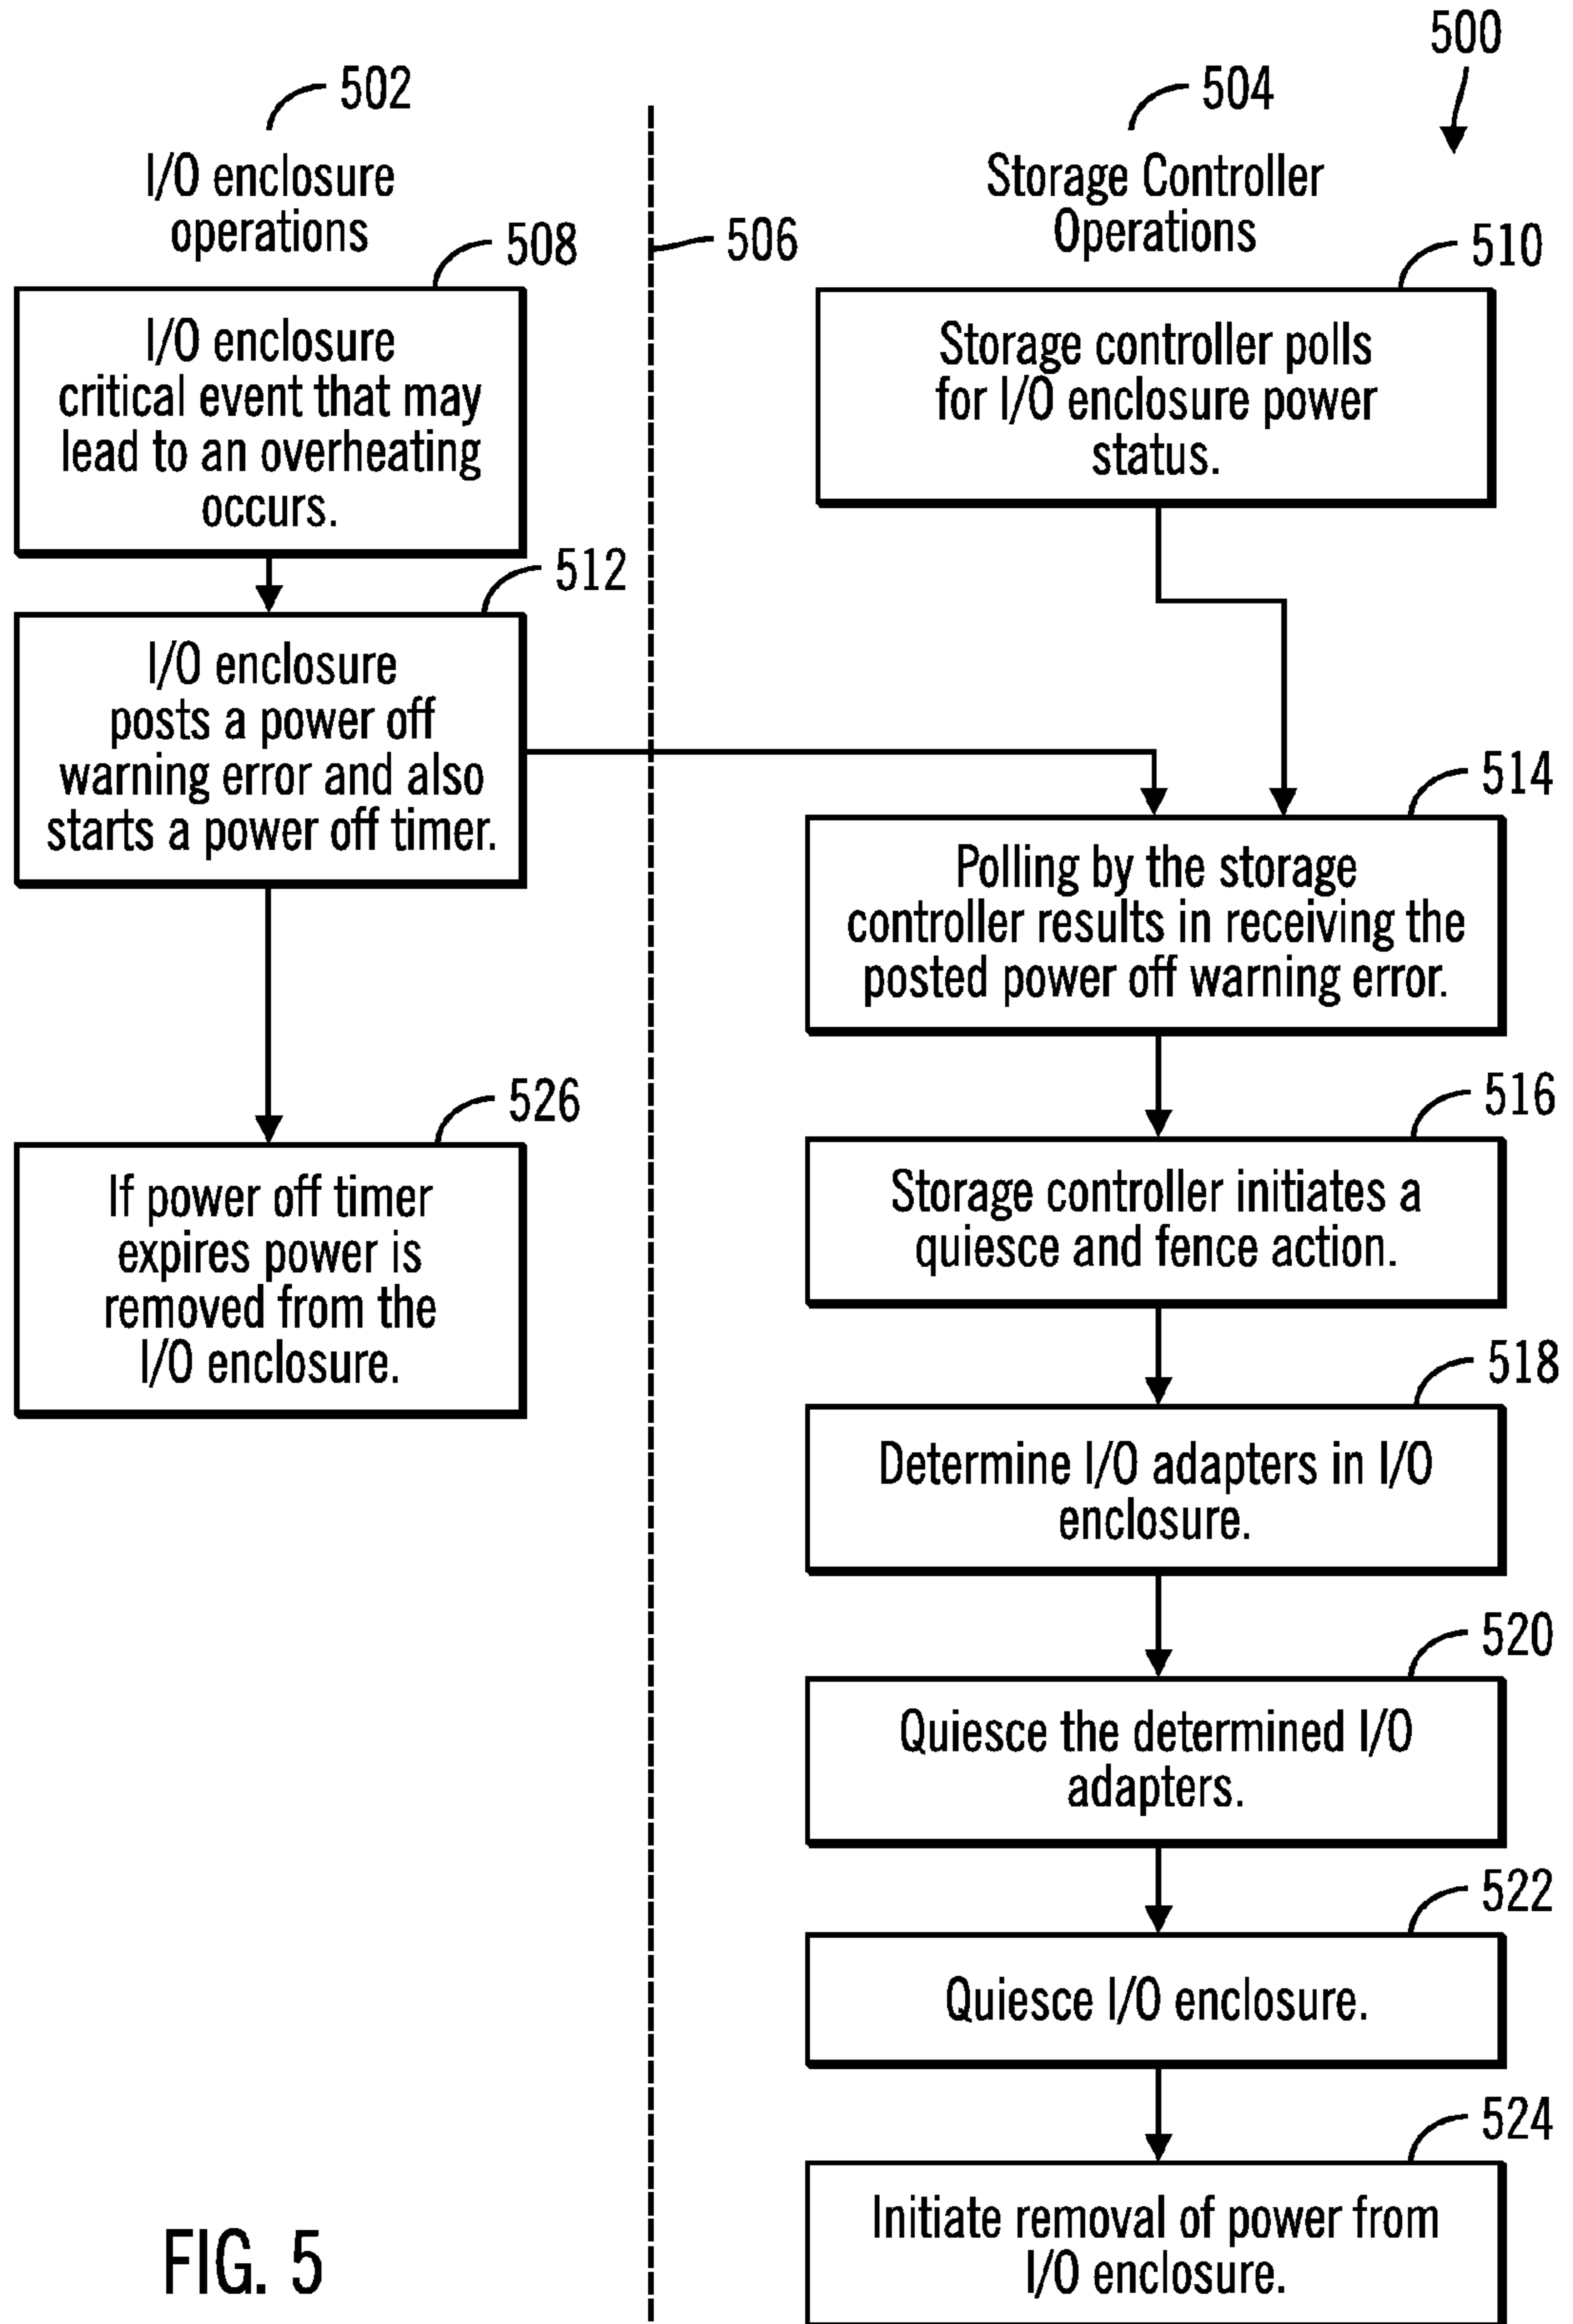 500
502
I/O enclosure
operations
504
Storage Controller
Operations
506
508
I/O enclosure
critical event that may
lead to an overheating
occurs.
510
Storage controller polls
for I/O enclosure power
status.
512
I/O enclosure
posts a power off
warning error and also
starts a power off timer.
514
Polling by the storage
controller results in receiving the
posted power off warning error.
526
If power off timer
expires power is
removed from the
I/O enclosure.
516
Storage controller initiates a
quiesce and fence action.
518
Determine I/O adapters in I/O
enclosure.
520
Quiesce the determined I/O
adapters.
522
Quiesce I/O enclosure.
524
Initiate removal of power from
I/O enclosure.
FIG. 5